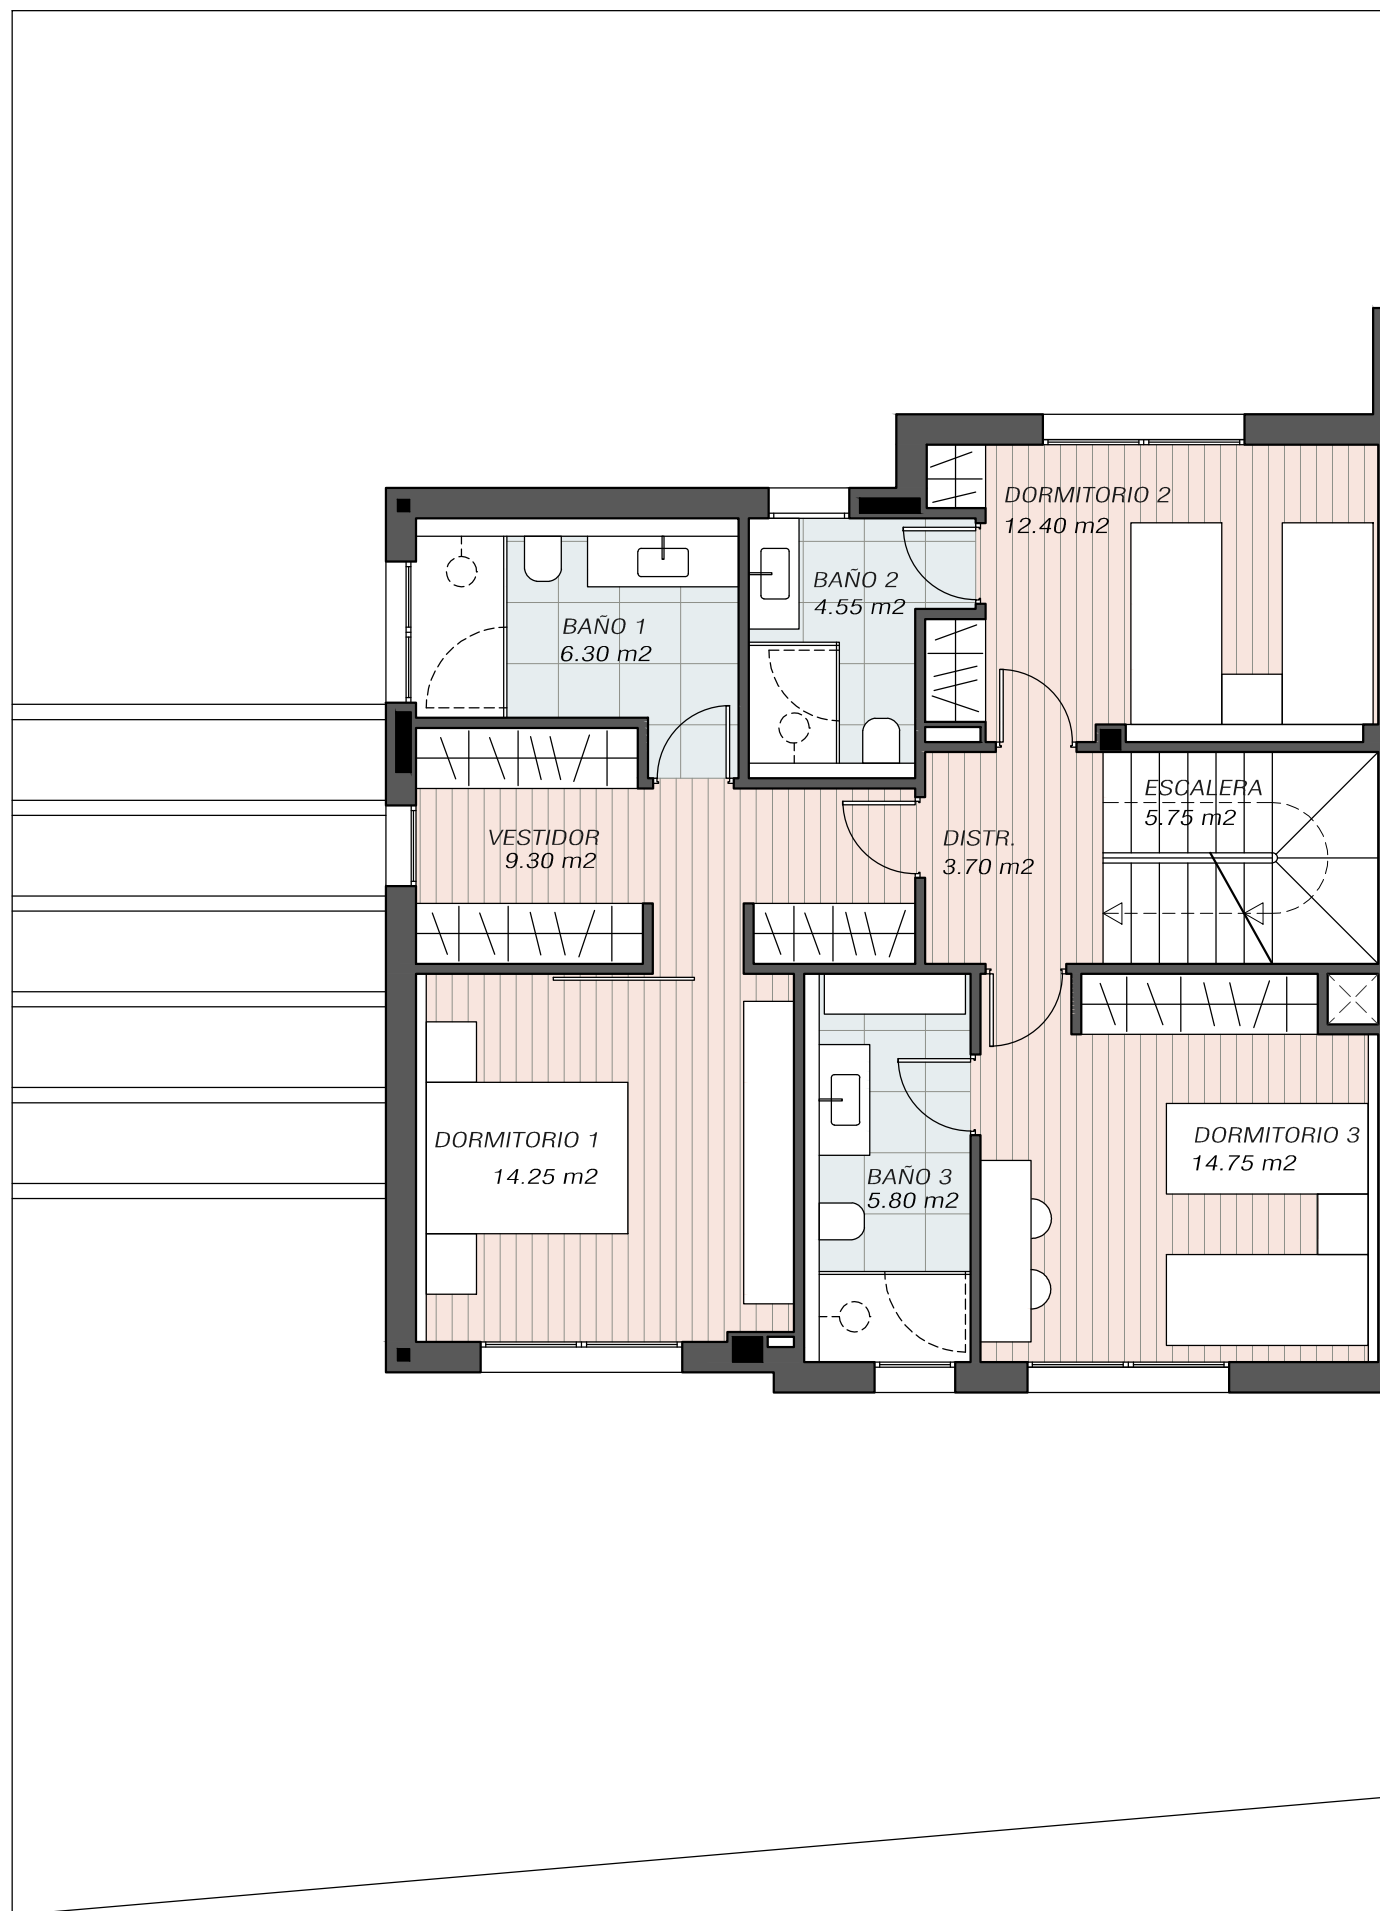 DORMITORIO 2
12.40 m2
BAÑO 2
4.55 m2
BAÑO 1
6.30 m2
ESCALERA
5.75 m2
VESTIDOR
9.30 m2
DISTR.
3.70 m2
DORMITORIO 1
14.25 m2
DORMITORIO 3
14.75 m2
BAÑO 3
5.80 m2